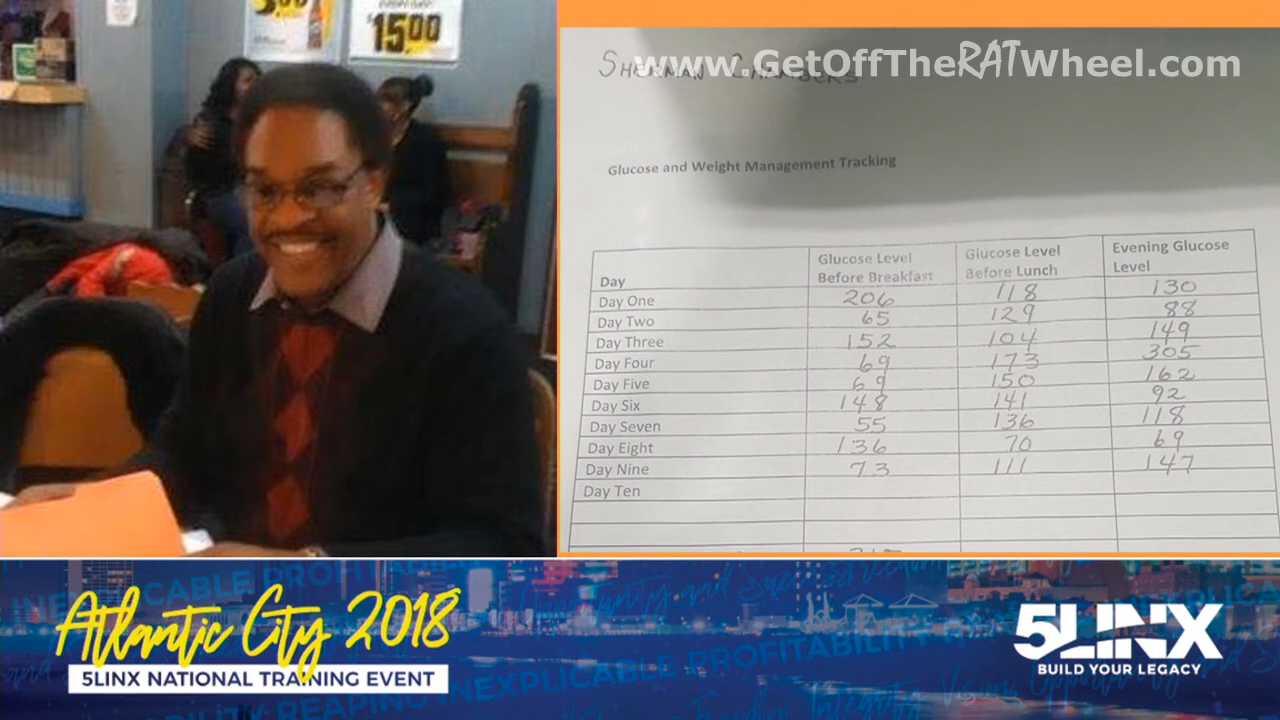 $15.00
www.GetOffTheRATWheel.com
SHERMAN CHAMBERS
Glucose and Weight Management Tracking
Day | Glucose Level Before Breakfast | Glucose Level Before Lunch | Evening Glucose Level
Day One | 206 | 118 | 130
Day Two | 65 | 129 | 88
Day Three | 152 | 104 | 149
Day Four | 69 | 173 | 305
Day Five | 69 | 150 | 162
Day Six | 148 | 141 | 92
Day Seven | 55 | 136 | 118
Day Eight | 136 | 70 | 69
Day Nine | 73 | 111 | 147
Day Ten
Atlantic City 2018
5LINX NATIONAL TRAINING EVENT
5LINX
BUILD YOUR LEGACY